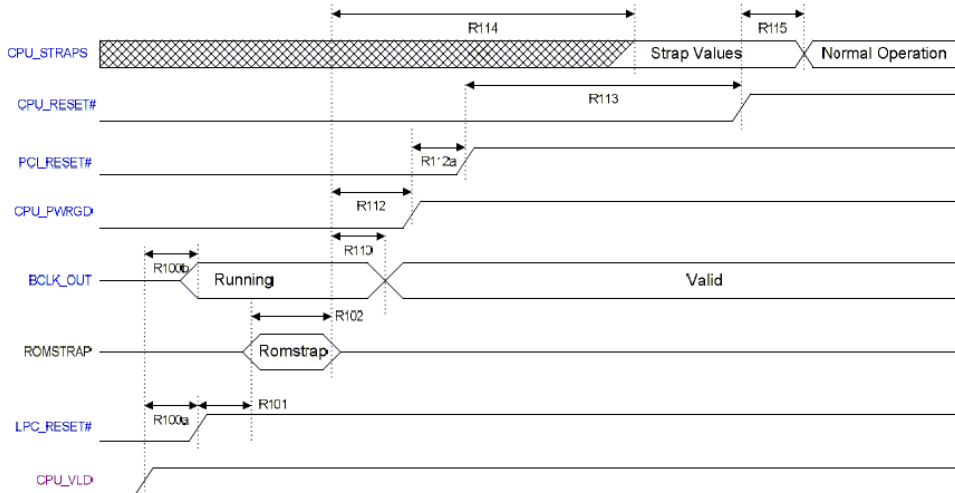 R114
R115
CPU_STRAPS
Strap Values
Normal Operation
R113
CPU_RESET#
R112a
PCI_RESET#
R112
CPU_PWRGD
R110
R100b
BCLK_OUT
Running
Valid
R102
ROMSTRAP
Romstrap
R101
R100a
LPC_RESET#
CPU_VLD